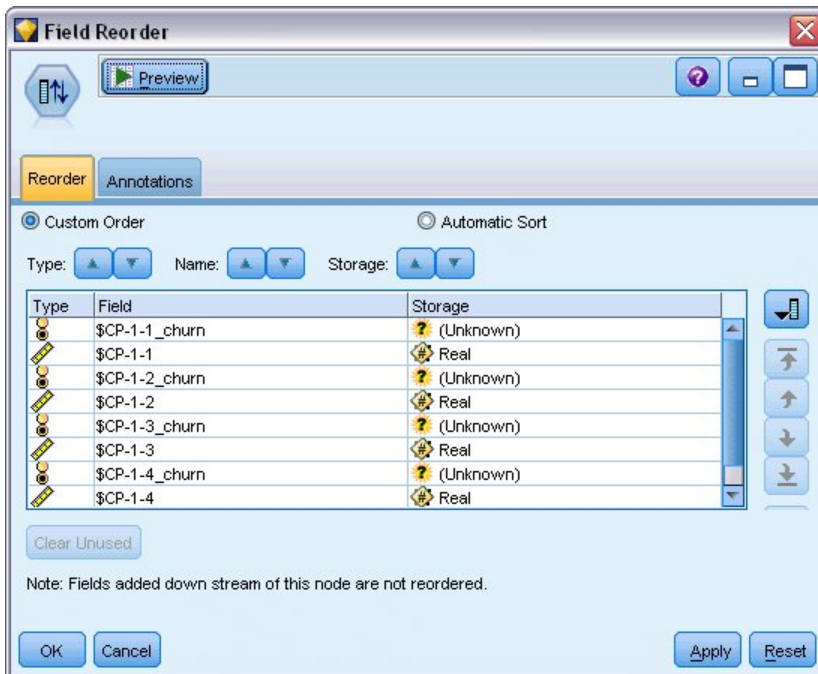 Field Reorder
Preview
Reorder
Annotations
Custom Order
Automatic Sort
Type:
Name:
Storage:
Type Field Storage
$CP-1-1_churn (Unknown)
$CP-1-1 Real
$CP-1-2_churn (Unknown)
$CP-1-2 Real
$CP-1-3_churn (Unknown)
$CP-1-3 Real
$CP-1-4_churn (Unknown)
$CP-1-4 Real
Clear Unused
Note: Fields added down stream of this node are not reordered.
OK
Cancel
Apply
Reset